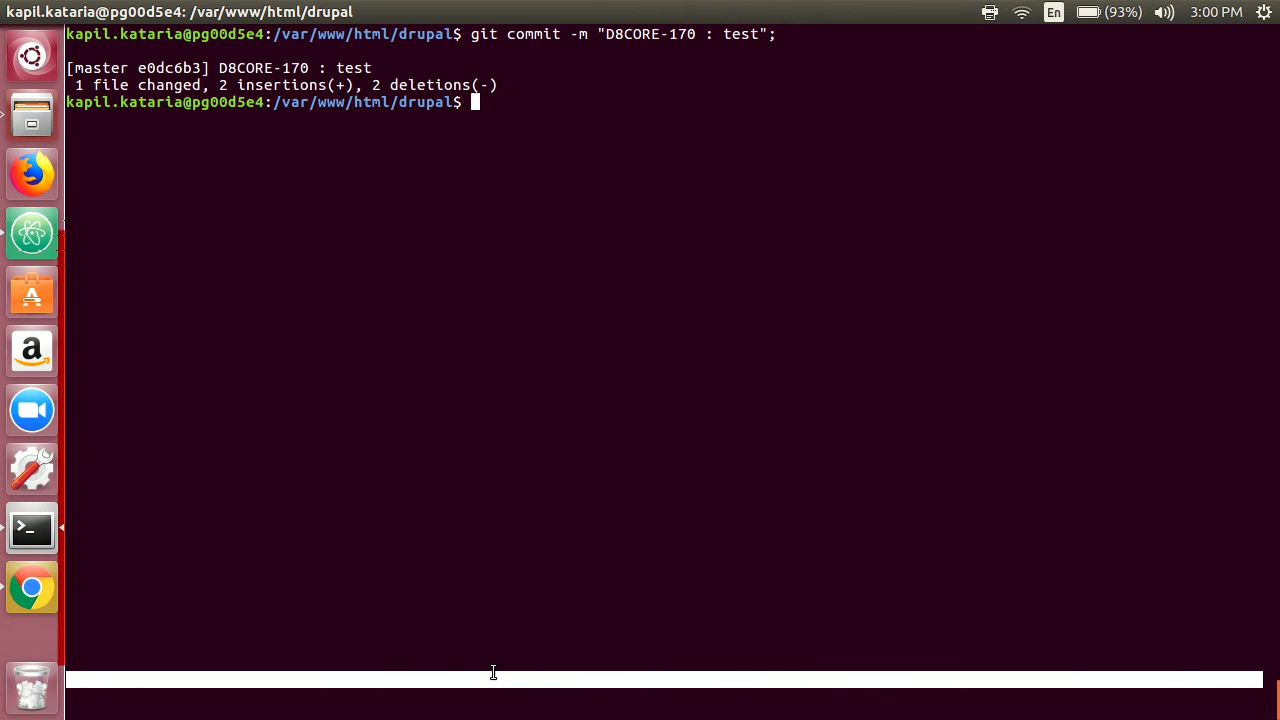 kapil.kataria@pg00d5e4: /var/www/html/drupal
En
(93%)
3:00 PM
kapil.kataria@pg00d5e4:/var/www/html/drupal$ git commit -m "D8CORE-170 : test";
[master e0dc6b3] D8CORE-170 : test
1 file changed, 2 insertions(+), 2 deletions(-)
kapil.kataria@pg00d5e4:/var/www/html/drupal$